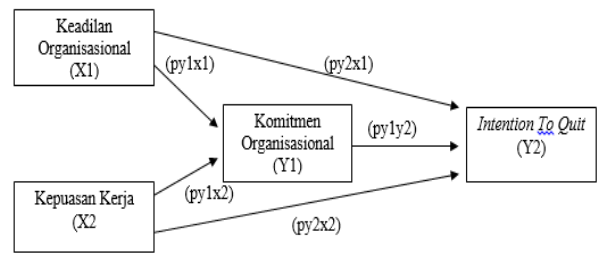 Keadilan
Organisasional
(X1)
(py1x1)
(py2x1)
Komitmen
Organisasional
(Y1)
(py1y2)
Intention To Quit
(Y2)
Kepuasan Kerja
(X2
(py1x2)
(py2x2)